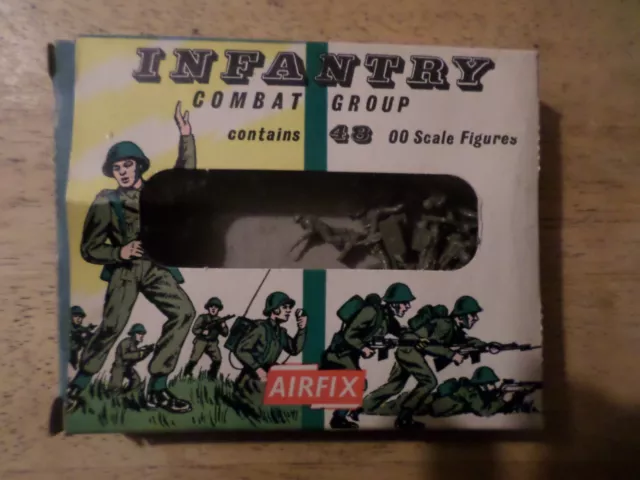 INFANTRY
COMBAT GROUP
contains 48 00 Scale Figures
AIRFIX